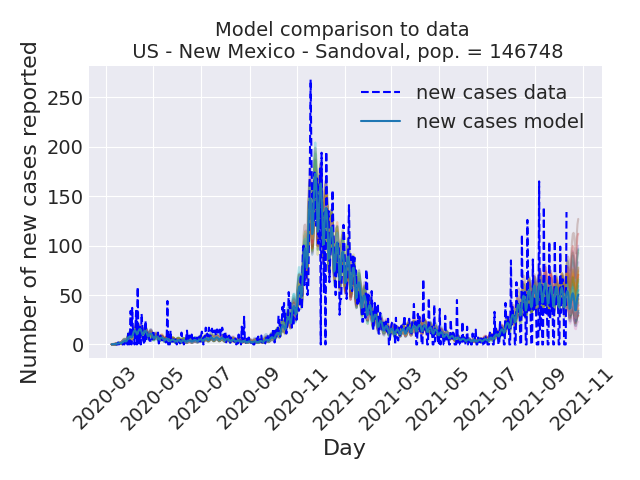 Model comparison to data
US - New Mexico - Sandoval, pop. = 146748
Number of new cases reported
250
200
150
100
50
0
new cases data
new cases model
2020-03
2020-05
2020-07
2020-09
2020-11
2021-01
2021-03
2021-05
2021-07
2021-09
2021-11
Day